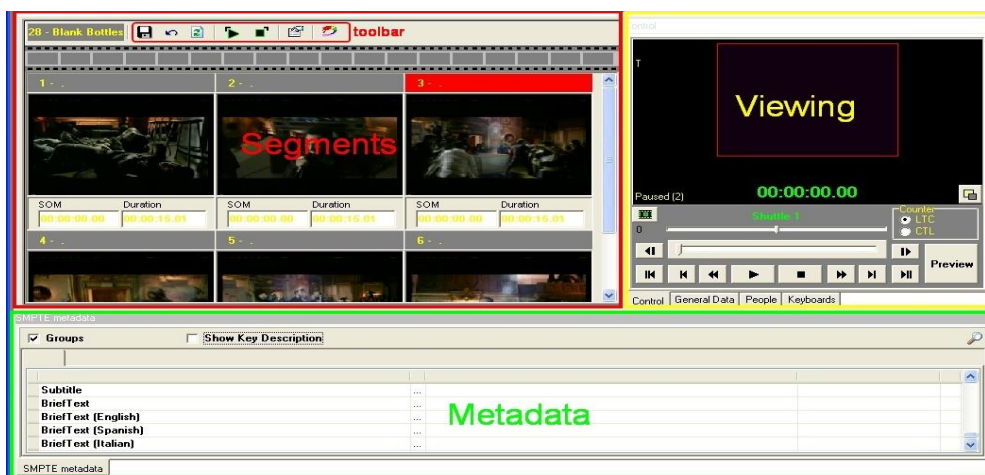 28 - Blank Bottles toolbar
1 - .
2 - .
3 - .
Segments
SOM Duration
00:00:00.00 00:00:15.01
SOM Duration
00:00:00.00 00:00:15.01
SOM Duration
00:00:00.00 00:00:15.01
4 - .
5 - .
6 - .
T
Viewing
Paused (2) 00:00:00.00
0
Shuttle 1
Counter
LTC
CTL
Preview
Control General Data People Keyboards
SMPTE metadata
Groups Show Key Description
Subtitle ...
BriefText ...
BriefText (English) ...
BriefText (Spanish) ...
BriefText (Italian) ...
Metadata
SMPTE metadata